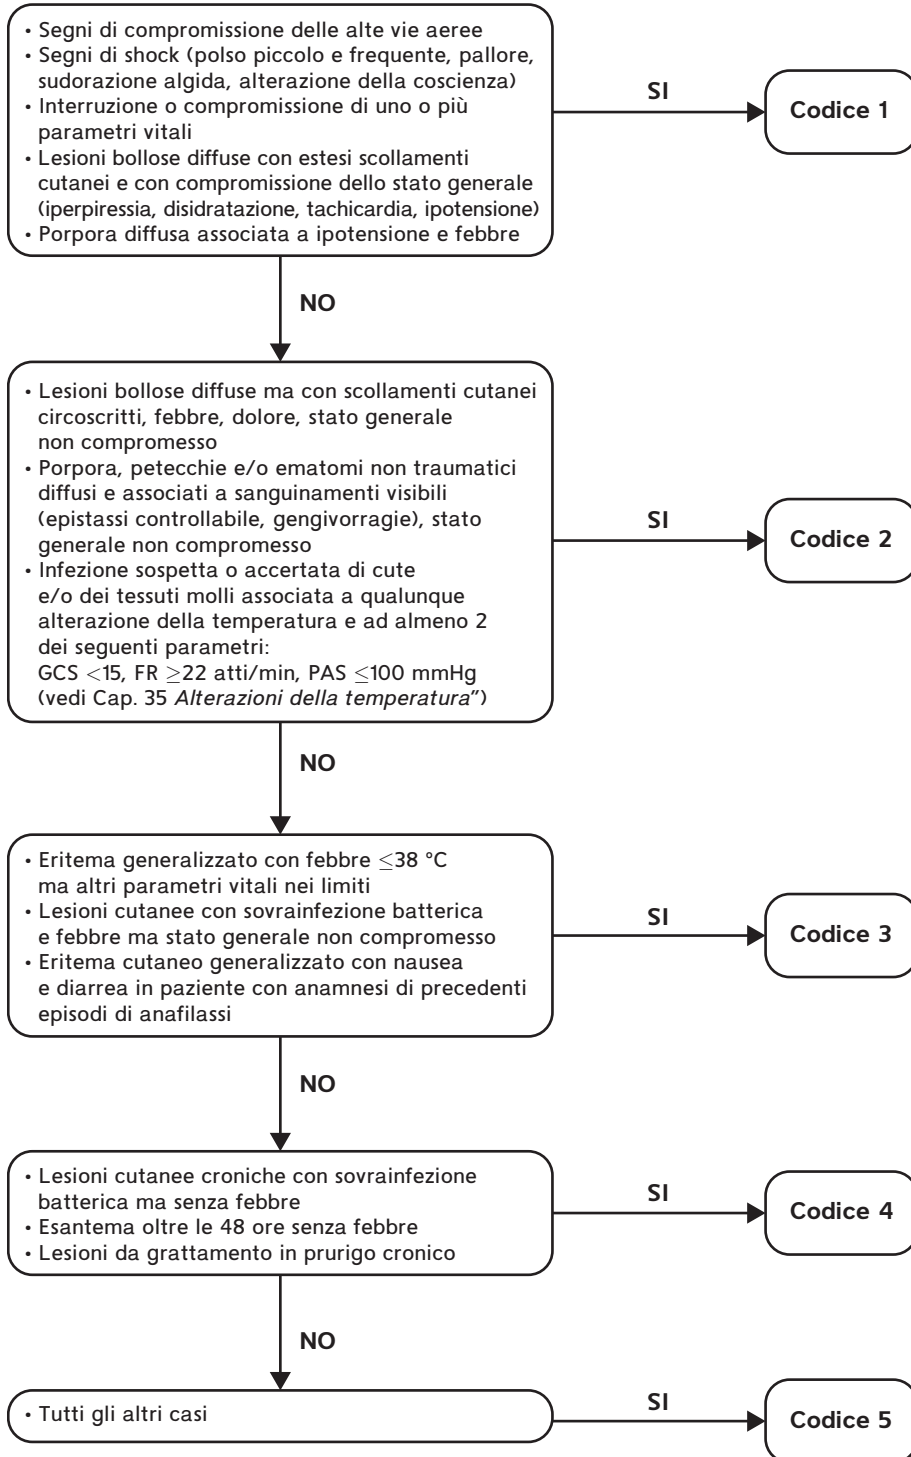 • Segni di compromissione delle alte vie aeree
• Segni di shock (polso piccolo e frequente, pallore,
sudorazione algida, alterazione della coscienza)
• Interruzione o compromissione di uno o più
parametri vitali
• Lesioni bollose diffuse con estesi scollamenti
cutanei e con compromissione dello stato generale
(iperpiressia, disidratazione, tachicardia, ipotensione)
• Porpora diffusa associata a ipotensione e febbre
SI
Codice 1
NO
• Lesioni bollose diffuse ma con scollamenti cutanei
circoscritti, febbre, dolore, stato generale
non compromesso
• Porpora, petecchie e/o ematomi non traumatici
diffusi e associati a sanguinamenti visibili
(epistassi controllabile, gengivorragie), stato
generale non compromesso
• Infezione sospetta o accertata di cute
e/o dei tessuti molli associata a qualunque
alterazione della temperatura e ad almeno 2
dei seguenti parametri:
GCS <15, FR ≥22 atti/min, PAS ≤100 mmHg
(vedi Cap. 35 Alterazioni della temperatura”)
SI
Codice 2
NO
• Eritema generalizzato con febbre ≤38 °C
ma altri parametri vitali nei limiti
• Lesioni cutanee con sovrainfezione batterica
e febbre ma stato generale non compromesso
• Eritema cutaneo generalizzato con nausea
e diarrea in paziente con anamnesi di precedenti
episodi di anafilassi
SI
Codice 3
NO
• Lesioni cutanee croniche con sovrainfezione
batterica ma senza febbre
• Esantema oltre le 48 ore senza febbre
• Lesioni da grattamento in prurigo cronico
SI
Codice 4
NO
• Tutti gli altri casi
SI
Codice 5